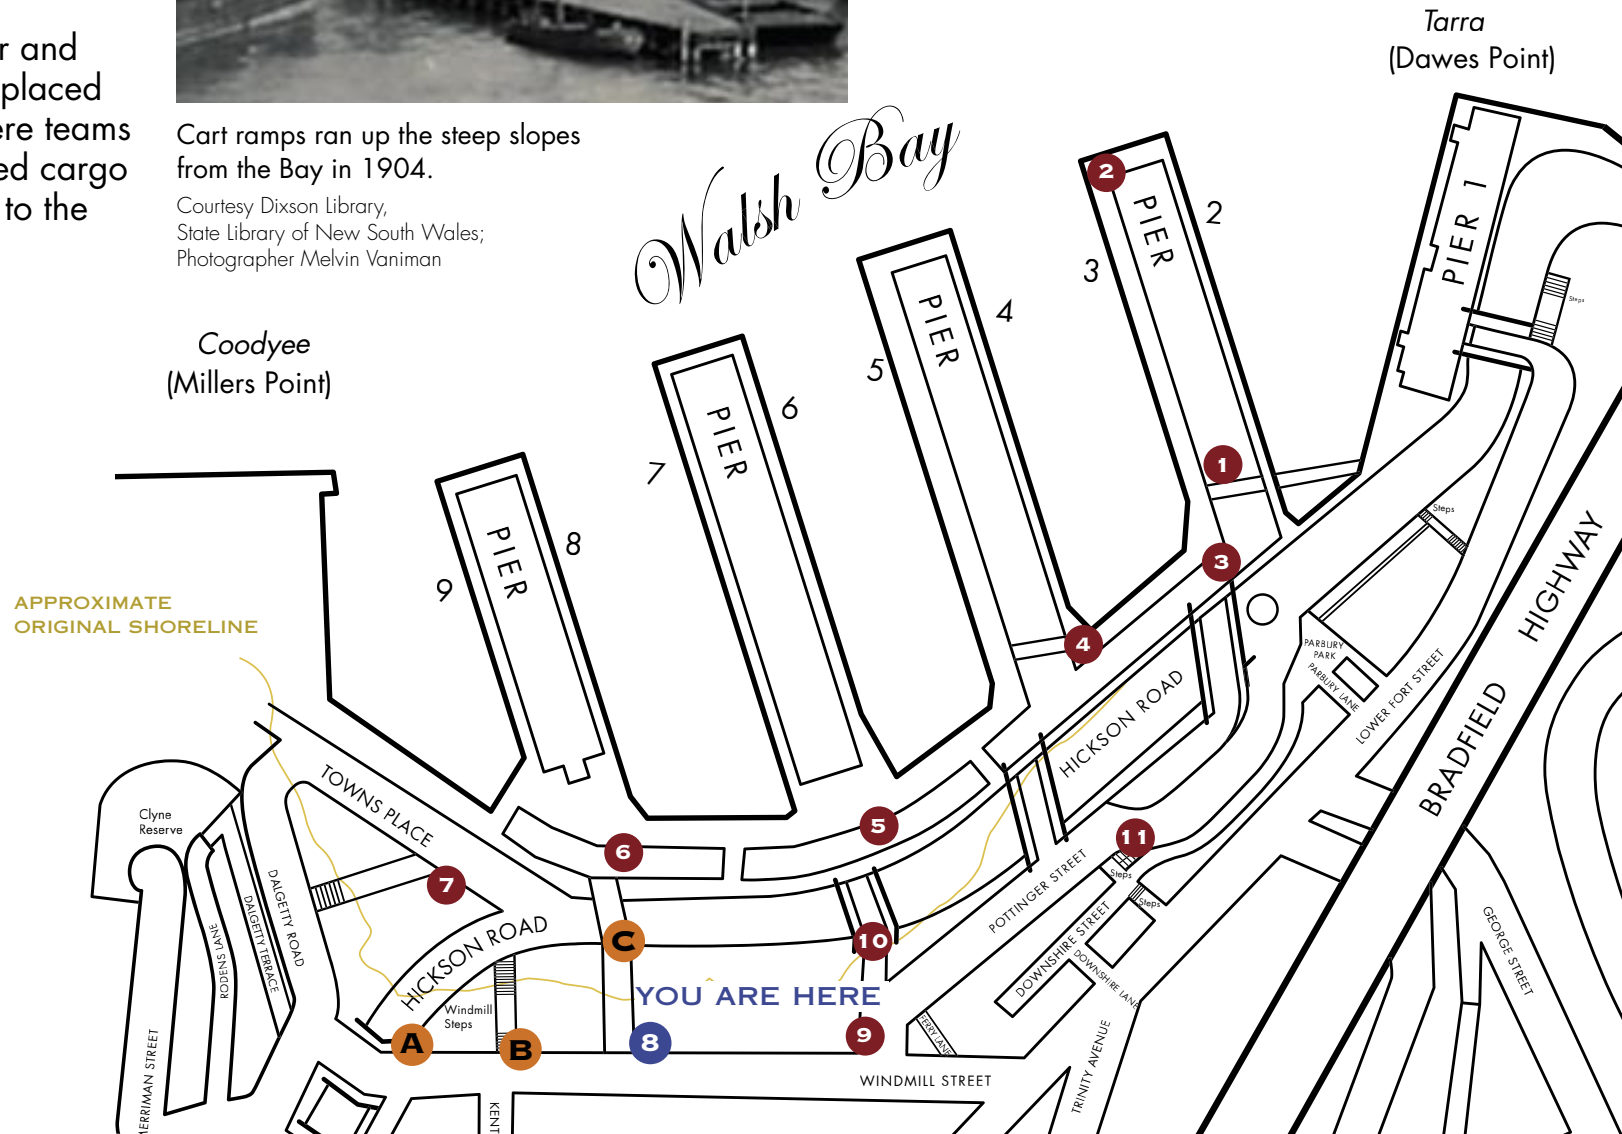 r and
placed
ere teams
ed cargo
to the
Cart ramps ran up the steep slopes
from the Bay in 1904.
Courtesy Dixson Library,
State Library of New South Wales;
Photographer Melvin Vaniman
Tarra
(Dawes Point)
Walsh Bay
Coodyee
(Millers Point)
APPROXIMATE
ORIGINAL SHORELINE
PIER 1
Steps
2
PIER
2
3
1
3
PIER
4
5
4
PIER
6
7
PIER
8
9
Steps
PARBURY
PARK
PARBURY LANE
LOWER FORT STREET
BRADFIELD HIGHWAY
HICKSON ROAD
TOWNS PLACE
Clyne
Reserve
5
6
7
11
Steps
Steps
POTTINGER STREET
DOWNSHIRE STREET
DOWNSHIRE LANE
GEORGE STREET
DALGETTY ROAD
DALGETTY TERRACE
RODENS LANE
HICKSON ROAD
C
10
YOU ARE HERE
Windmill
Steps
A
B
8
9
FERRY LANE
WINDMILL STREET
TRINITY AVENUE
MERRIMAN STREET
KENT